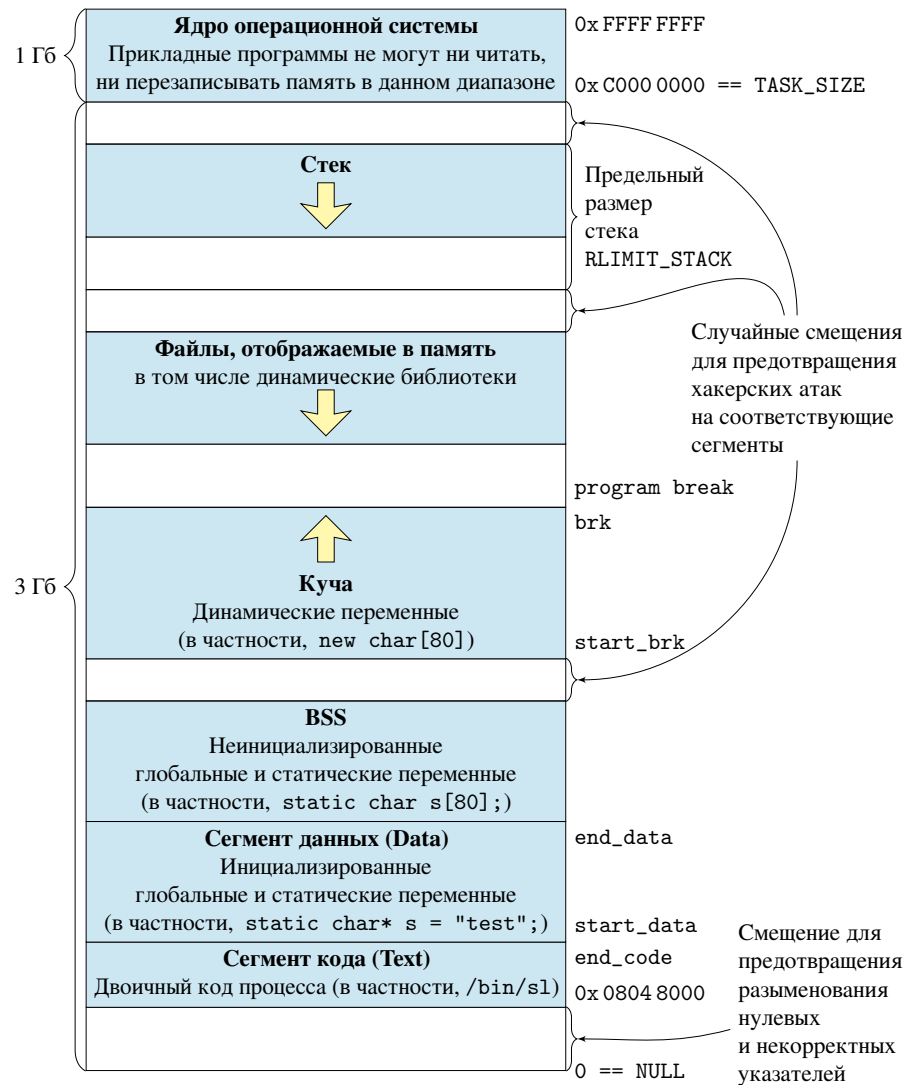 Ядро операционной системы
Прикладные программы не могут ни читать,
ни перезаписывать память в данном диапазоне
1 Гб
0x FFFF FFFF
0x C000 0000 == TASK_SIZE
Стек
Предельный
размер
стека
RLIMIT_STACK
Файлы, отображаемые в память
в том числе динамические библиотеки
Случайные смещения
для предотвращения
хакерских атак
на соответствующие
сегменты
program break
brk
3 Гб
Куча
Динамические переменные
(в частности, new char[80])
start_brk
BSS
Неинициализированные
глобальные и статические переменные
(в частности, static char s[80];)
Сегмент данных (Data)
Инициализированные
глобальные и статические переменные
(в частности, static char* s = "test";)
end_data
start_data
Сегмент кода (Text)
Двоичный код процесса (в частности, /bin/sl)
end_code
0x 0804 8000
0 == NULL
Смещение для
предотвращения
разыменования
нулевых
и некорректных
указателей